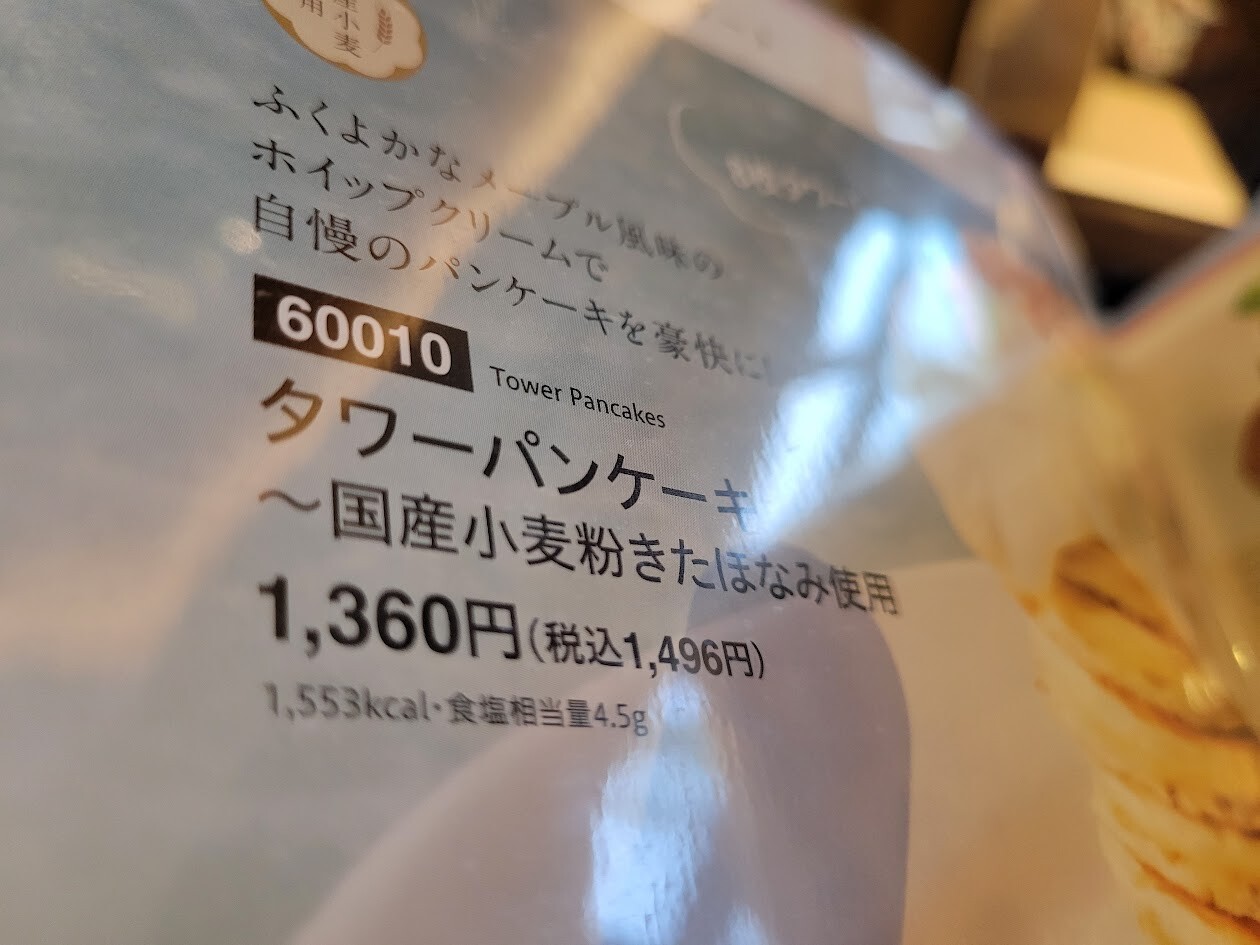 産小麦
用
ふくよかなメープル風味の
ホイップクリームで
自慢のパンケーキを豪快に!
60010 Tower Pancakes
タワーパンケーキ
～国産小麦粉きたほなみ使用
1,360円(税込1,496円)
1,553kcal・食塩相当量4.5g